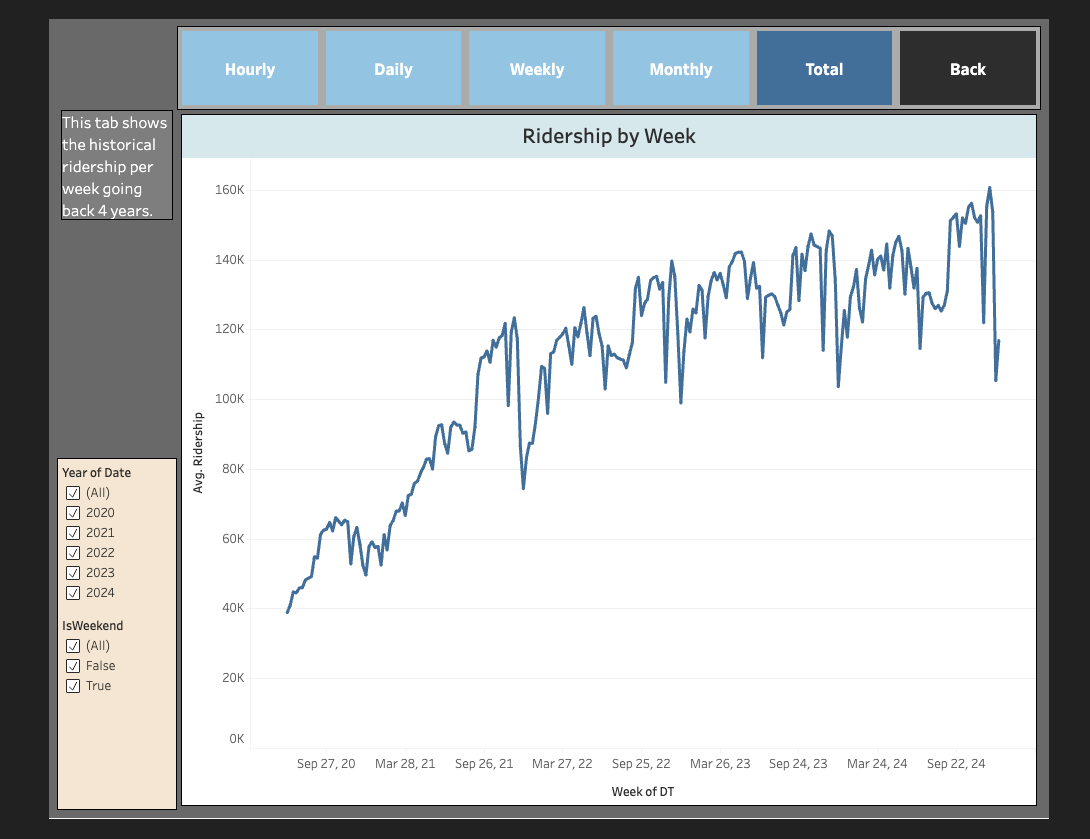 Hourly
Daily
Weekly
Monthly
Total
Back
This tab shows
the historical
ridership per
week going
back 4 years.
Ridership by Week
160K
140K
120K
100K
80K
60K
40K
20K
0K
Avg. Ridership
Sep 27, 20
Mar 28, 21
Sep 26, 21
Mar 27, 22
Sep 25, 22
Mar 26, 23
Sep 24, 23
Mar 24, 24
Sep 22, 24
Week of DT
Year of Date
(All)
2020
2021
2022
2023
2024
IsWeekend
(All)
False
True